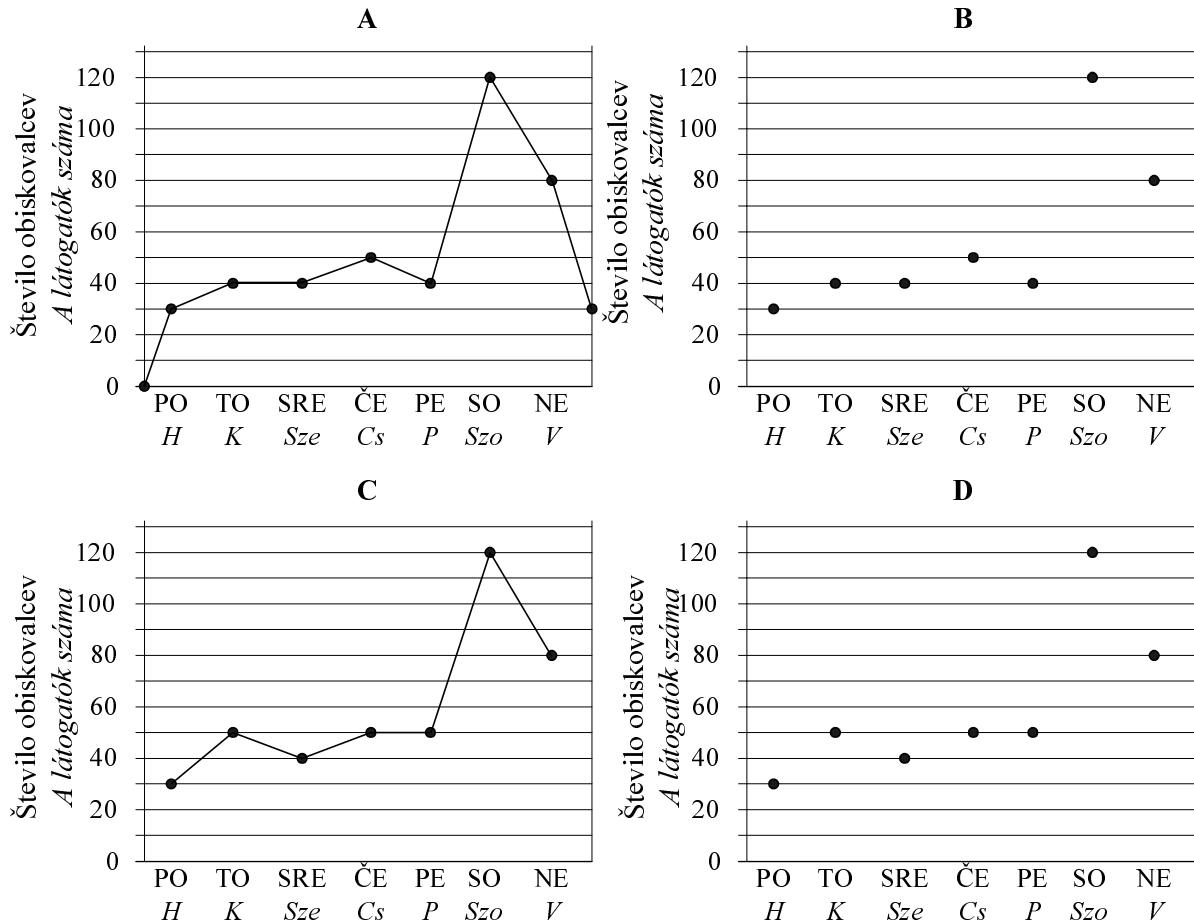 A
Število obiskovalcev
A látogatók száma
120
100
80
60
40
20
0
PO TO SRE ČE PE SO NE
H K Sze Cs P Szo V
B
Število obiskovalcev
A látogatók száma
120
100
80
60
40
20
0
PO TO SRE ČE PE SO NE
H K Sze Cs P Szo V
C
Število obiskovalcev
A látogatók száma
120
100
80
60
40
20
0
PO TO SRE ČE PE SO NE
H K Sze Cs P Szo V
D
Število obiskovalcev
A látogatók száma
120
100
80
60
40
20
0
PO TO SRE ČE PE SO NE
H K Sze Cs P Szo V